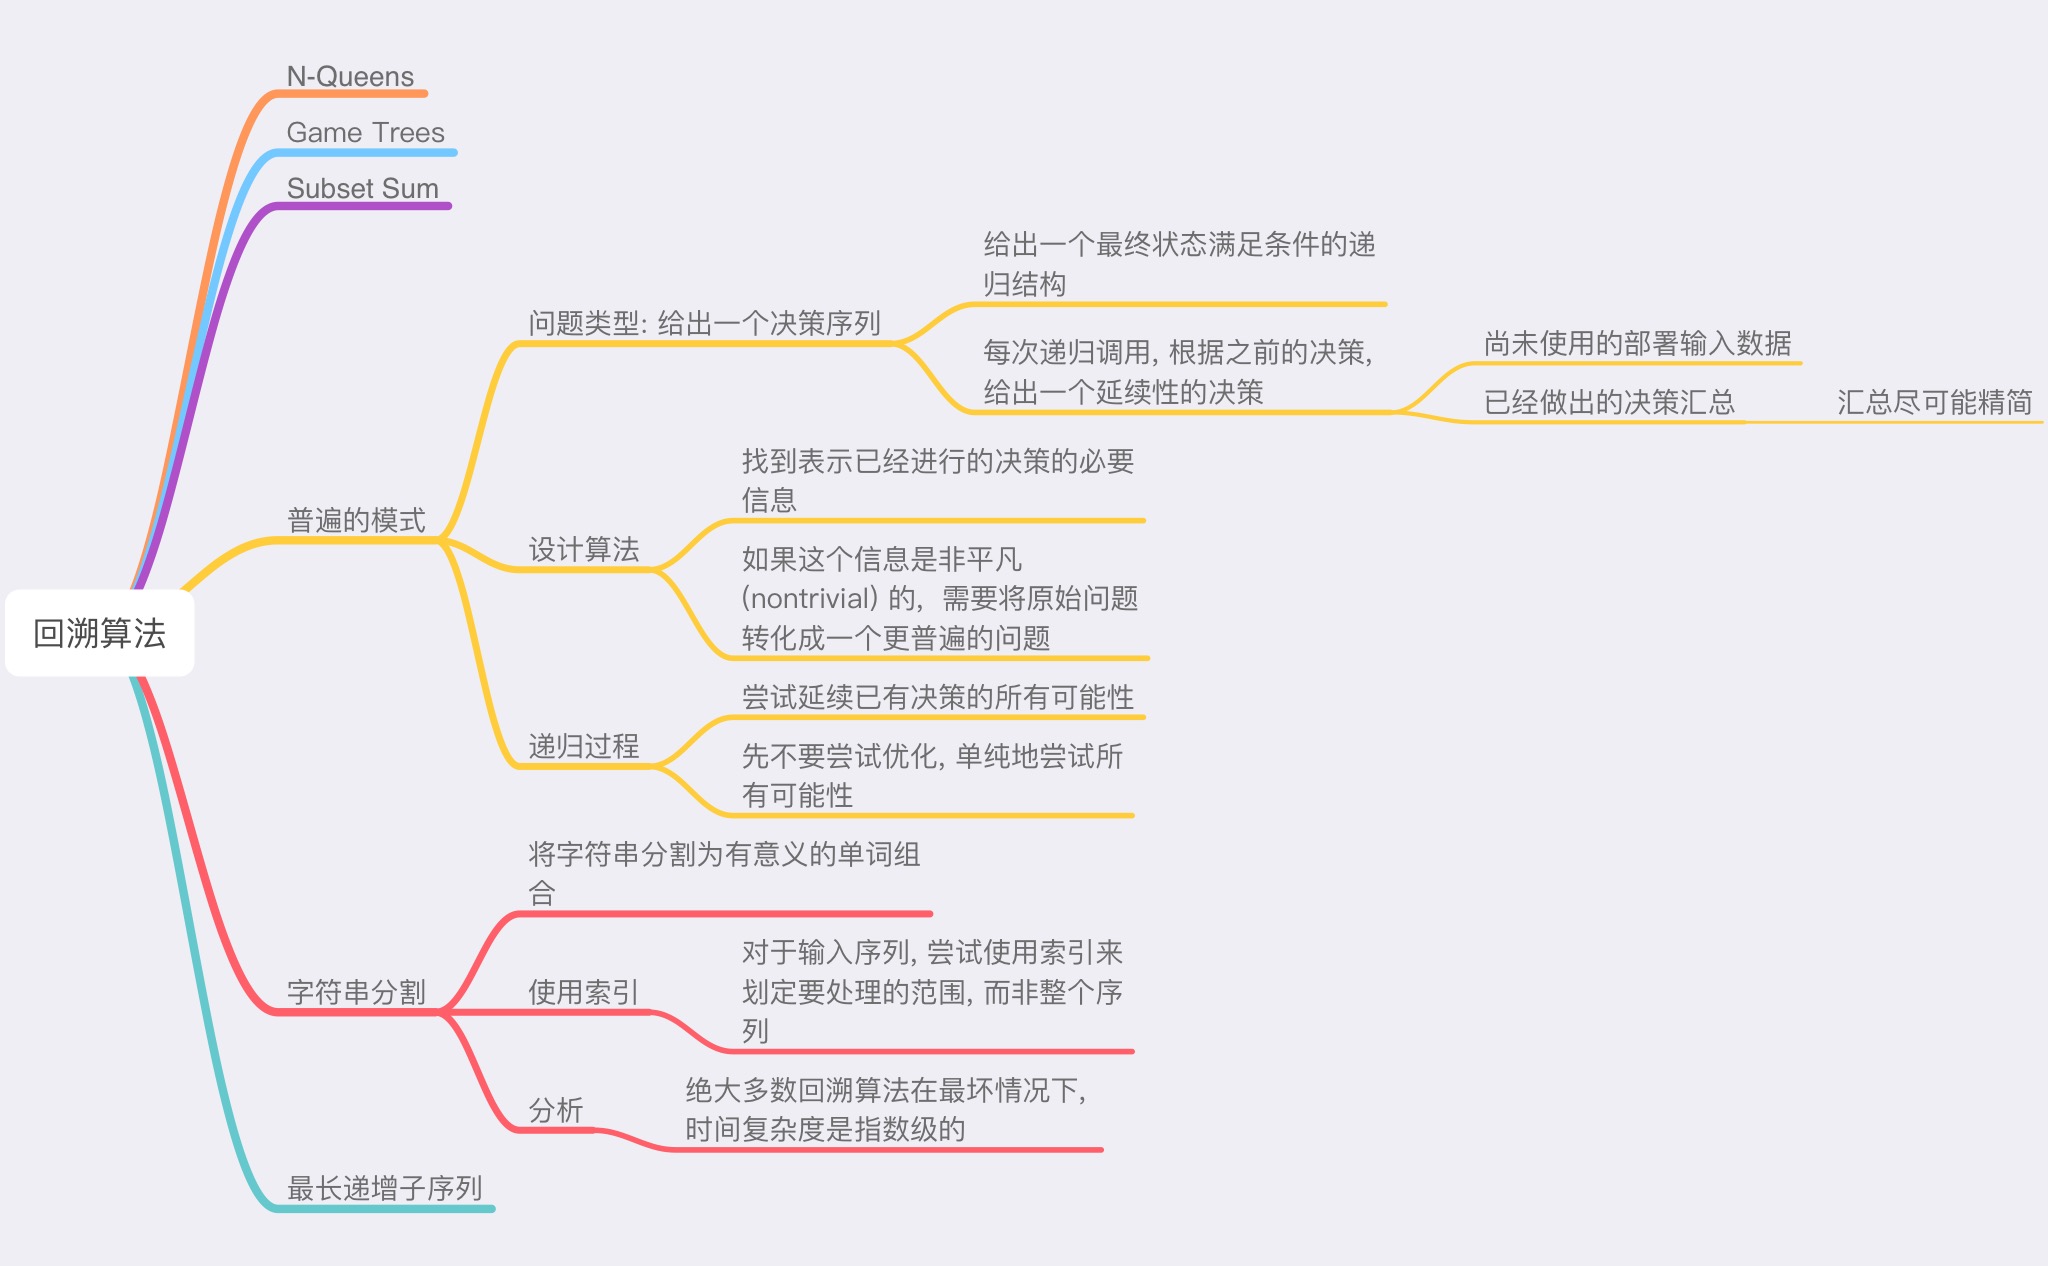 N-Queens
Game Trees
Subset Sum
给出一个最终状态满足条件的递
归结构
问题类型: 给出一个决策序列
每次递归调用, 根据之前的决策,
给出一个延续性的决策
尚未使用的部署输入数据
已经做出的决策汇总
汇总尽可能精简
普遍的模式
找到表示已经进行的决策的必要
信息
设计算法
如果这个信息是非平凡
(nontrivial) 的，需要将原始问题
转化成一个更普遍的问题
尝试延续已有决策的所有可能性
递归过程
先不要尝试优化, 单纯地尝试所
有可能性
回溯算法
将字符串分割为有意义的单词组
合
字符串分割
使用索引
对于输入序列, 尝试使用索引来
划定要处理的范围, 而非整个序
列
分析
绝大多数回溯算法在最坏情况下,
时间复杂度是指数级的
最长递增子序列